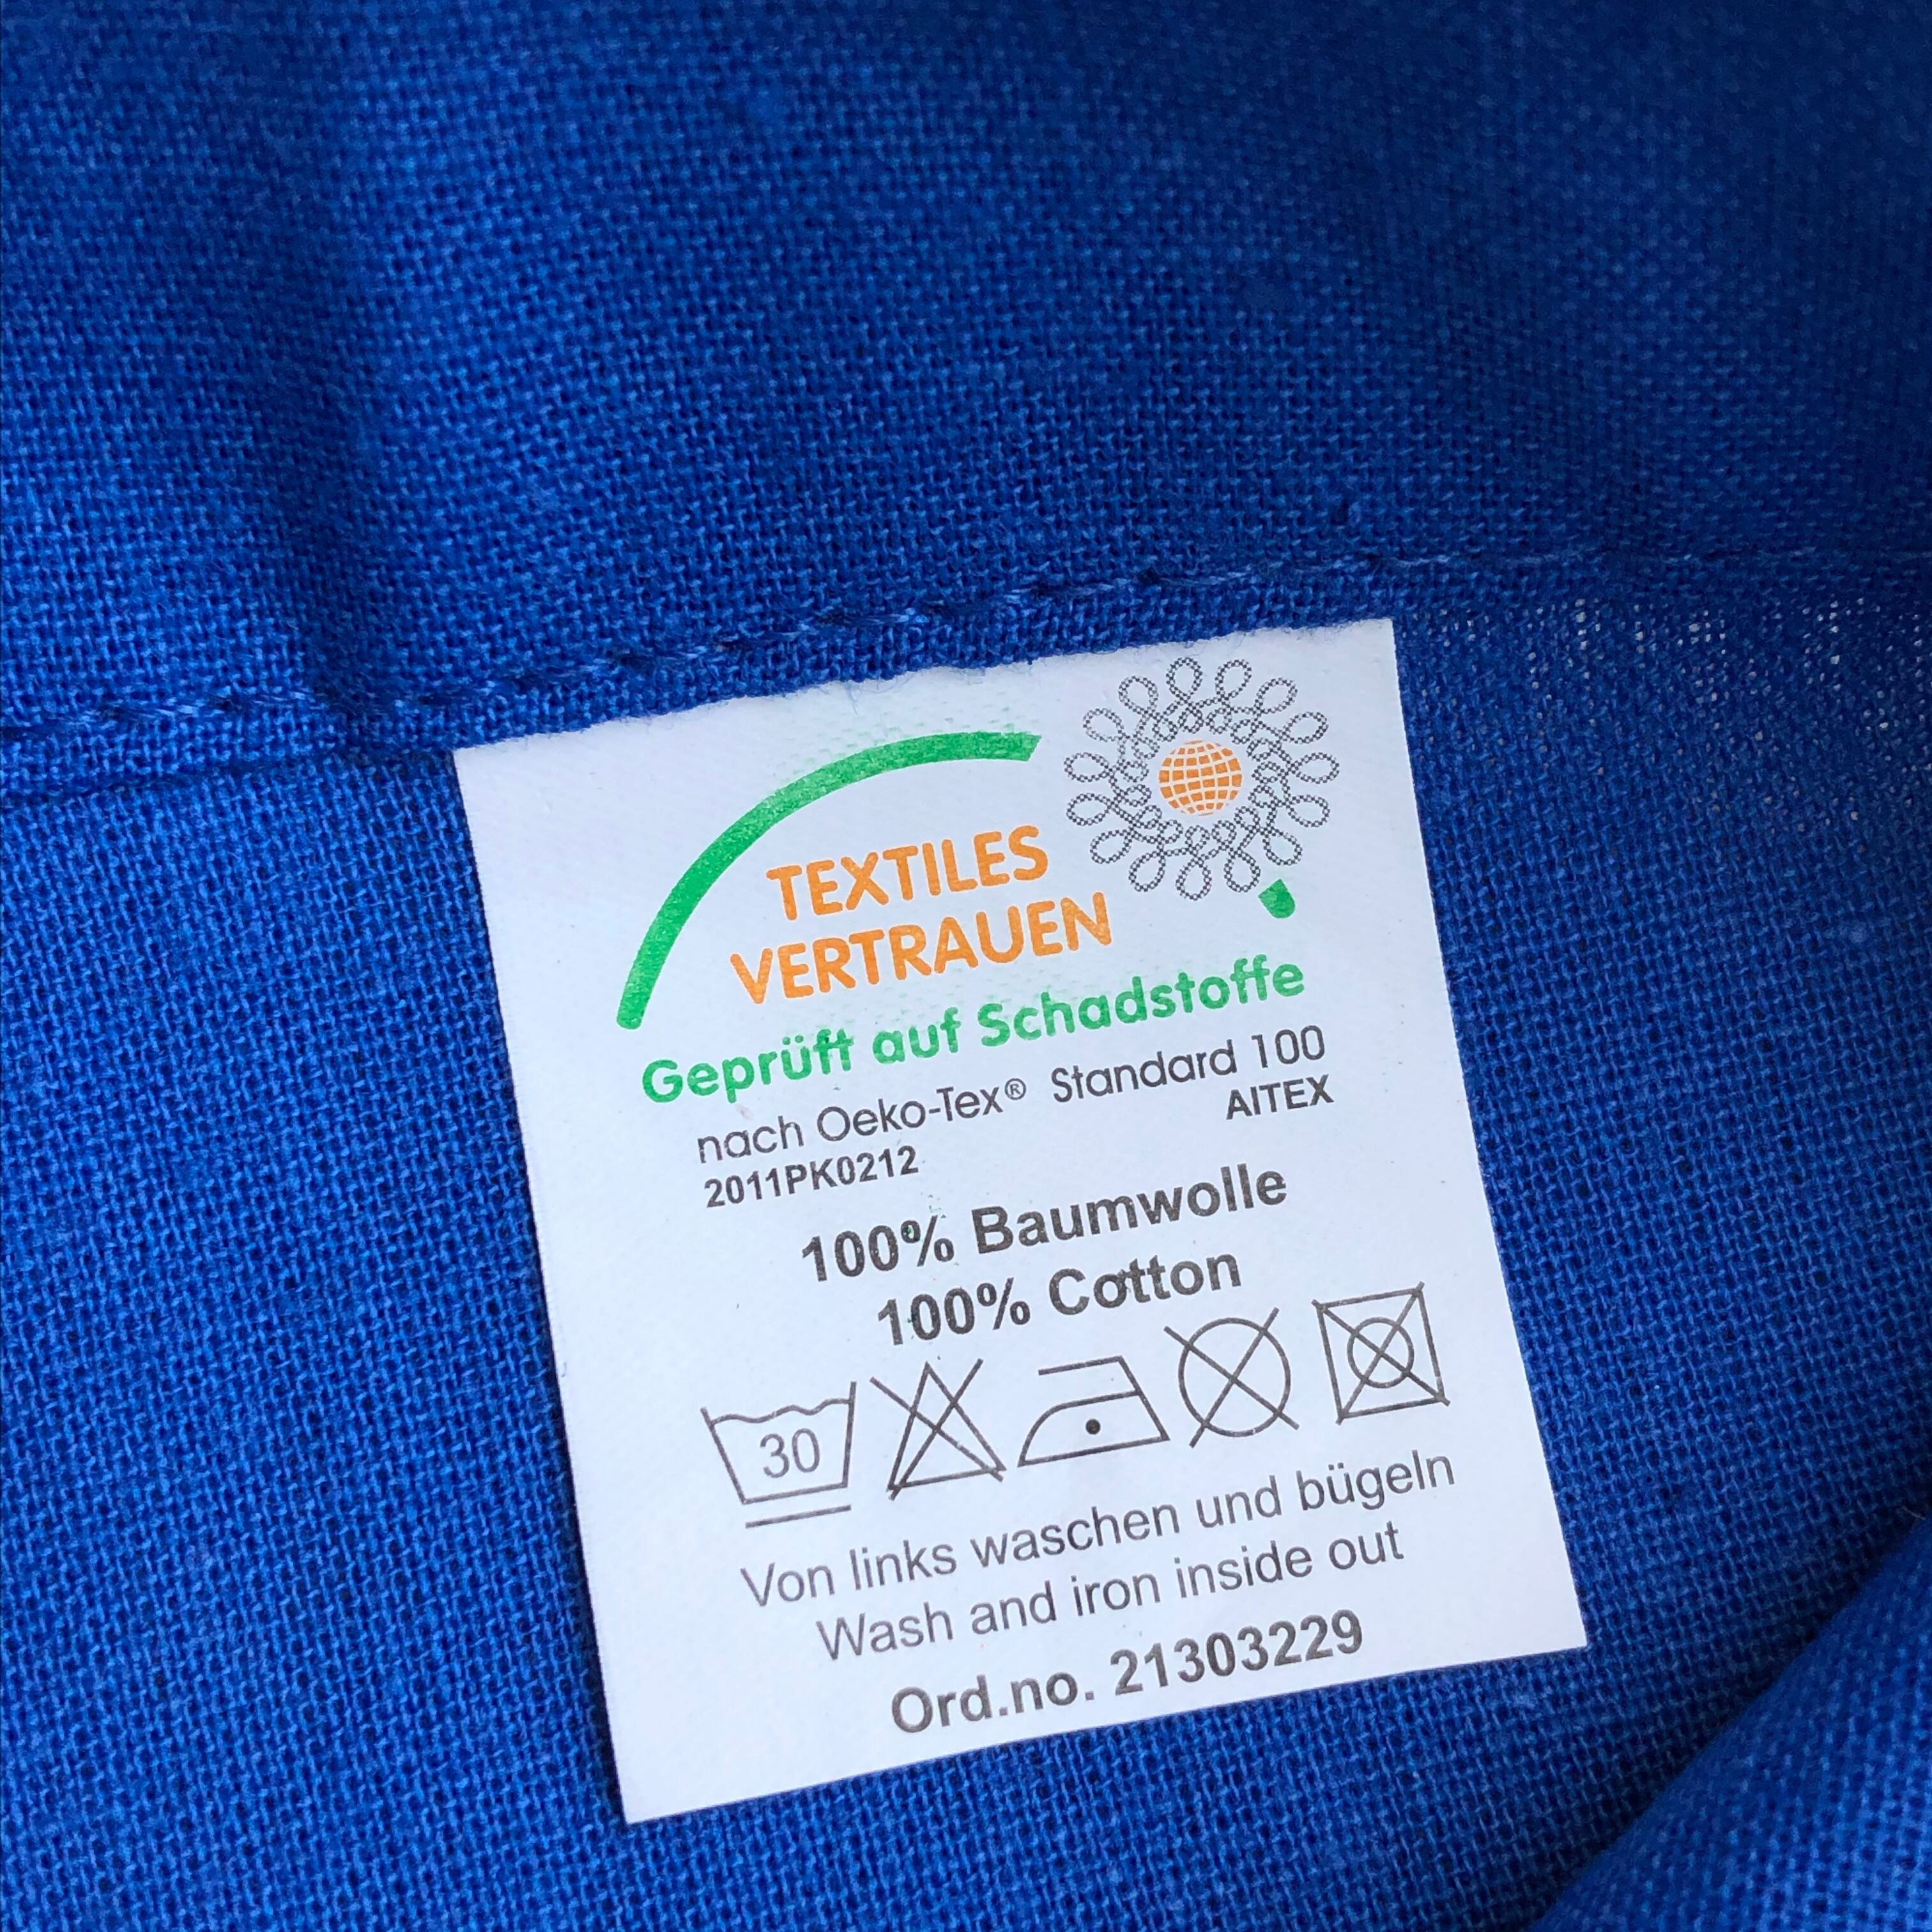 TEXTILES
VERTRAUEN
Geprüft auf Schadstoffe
nach Oeko-Tex® Standard 100
2011PK0212 AITEX
100% Baumwolle
100% Cotton
30
Von links waschen und bügeln
Wash and iron inside out
Ord.no. 21303229